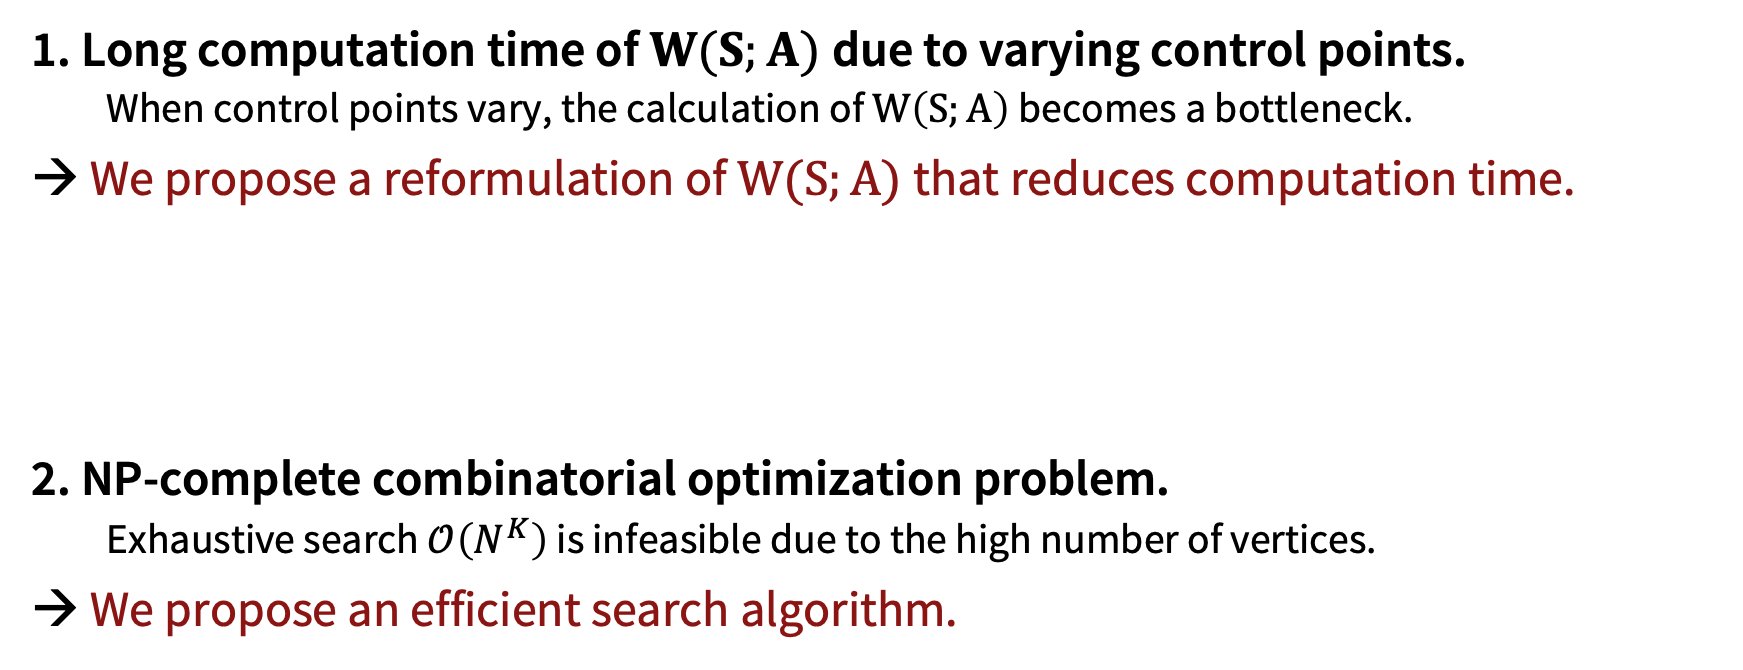 1. Long computation time of W(S; A) due to varying control points.
When control points vary, the calculation of W(S; A) becomes a bottleneck.
→ We propose a reformulation of W(S; A) that reduces computation time.
2. NP-complete combinatorial optimization problem.
Exhaustive search 𝒪(N^K) is infeasible due to the high number of vertices.
→ We propose an efficient search algorithm.